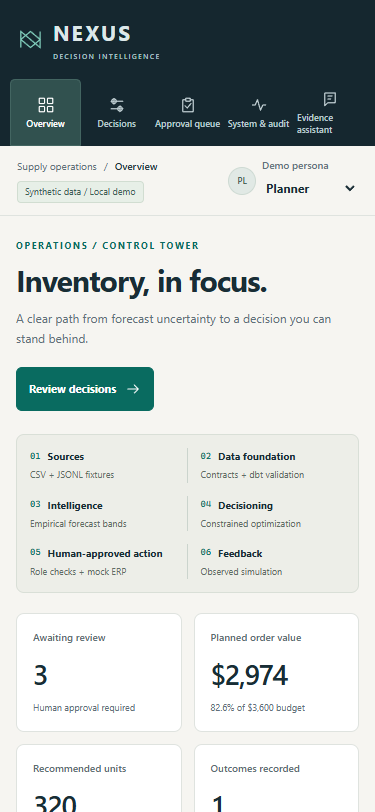 NEXUS
DECISION INTELLIGENCE
Overview
Decisions
Approval queue
System & audit
Evidence
assistant
Supply operations / Overview
Synthetic data / Local demo
PL
Demo persona
Planner
OPERATIONS / CONTROL TOWER
Inventory, in focus.
A clear path from forecast uncertainty to a decision you can
stand behind.
Review decisions
01 Sources
CSV + JSONL fixtures
02 Data foundation
Contracts + dbt validation
03 Intelligence
Empirical forecast bands
04 Decisioning
Constrained optimization
05 Human-approved action
Role checks + mock ERP
06 Feedback
Observed simulation
Awaiting review
3
Human approval required
Planned order value
$2,974
82.6% of $3,600 budget
Recommended units
320
Outcomes recorded
1